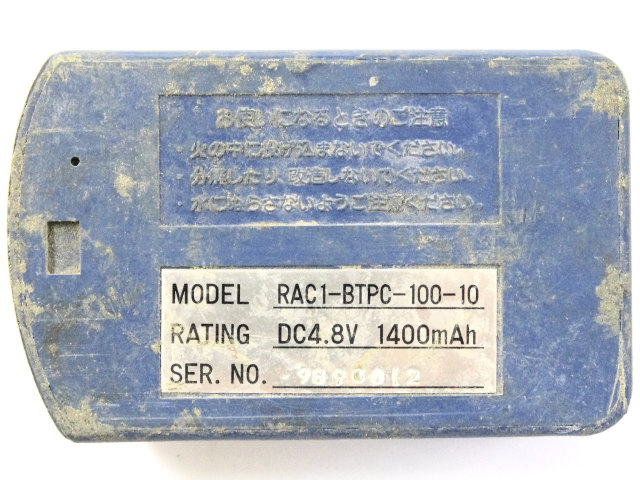 お使いになるときのご注意
・火の中に投げ込まないでください。
・分解したり、改造しないでください。
・水にぬらさないようご注意ください。
MODEL RAC1-BTPC-100-10
RATING DC4.8V 1400mAh
SER. NO.